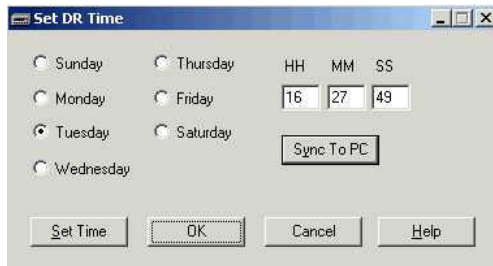 Set DR Time
Sunday Thursday HH MM SS
Monday Friday 16 27 49
Tuesday Saturday
Sync To PC
Wednesday
Set Time OK Cancel Help